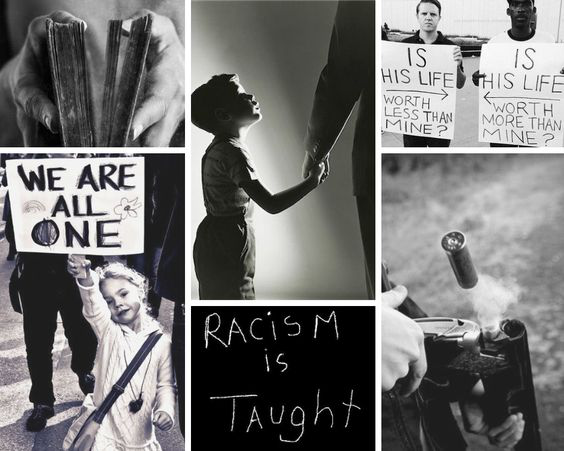 IS
HIS LIFE
WORTH
LESS THAN
MINE?
IS
HIS LIFE
WORTH
MORE THAN
MINE?
WE ARE
ALL
ONE
RACISM
is
TAUGHT